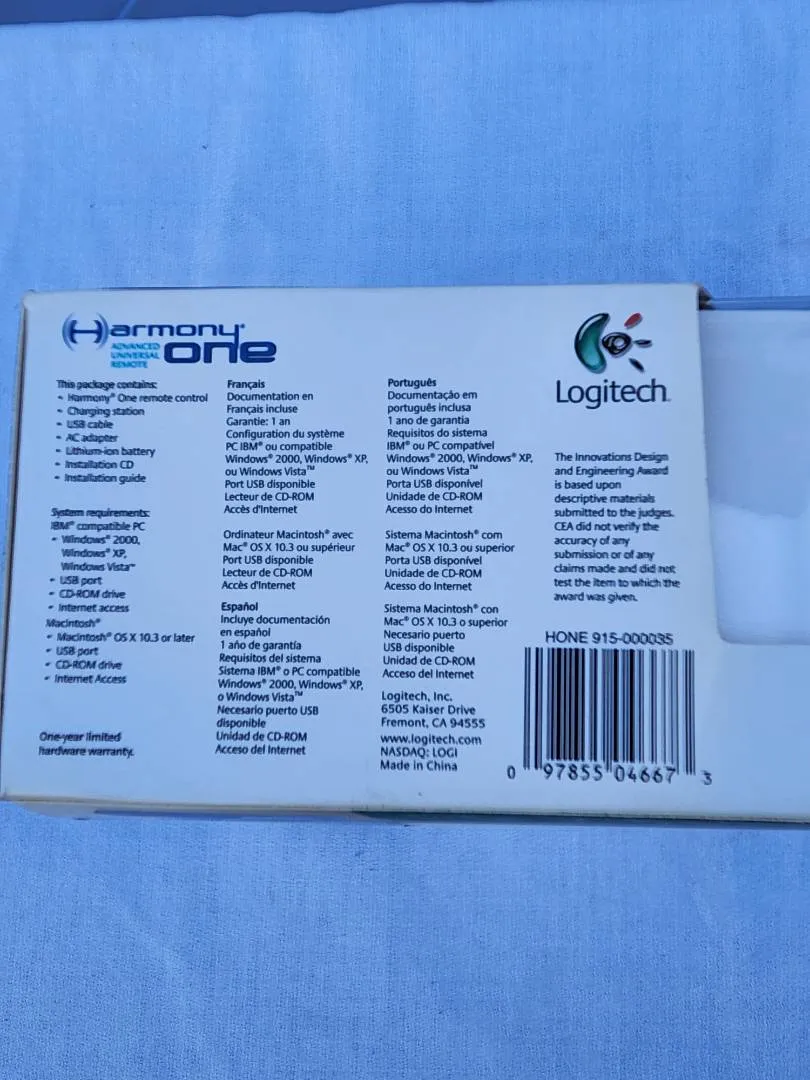 Harmony®
ADVANCED
UNIVERSAL
REMOTE
one
This package contains:
- Harmony® One remote control
- Charging station
- USB cable
- AC adapter
- Lithium-ion battery
- Installation CD
- Installation guide
System requirements:
IBM® compatible PC
- Windows® 2000,
Windows® XP,
Windows Vista™
- USB port
- CD-ROM drive
- Internet access
Macintosh®
- Macintosh® OS X 10.3 or later
- USB port
- CD-ROM drive
- Internet Access
One-year limited
hardware warranty.
Français
Documentation en
Français incluse
Garantie: 1 an
Configuration du système
PC IBM® ou compatible
Windows® 2000, Windows® XP,
ou Windows Vista™
Port USB disponible
Lecteur de CD-ROM
Accès d'Internet
Ordinateur Macintosh® avec
Mac® OS X 10.3 ou supérieur
Port USB disponible
Lecteur de CD-ROM
Accès d'Internet
Español
Incluye documentación
en español
1 año de garantía
Requisitos del sistema
Sistema IBM® o PC compatible
Windows® 2000, Windows® XP,
o Windows Vista™
Necesario puerto USB
disponible
Unidad de CD-ROM
Acceso del Internet
Português
Documentação em
português inclusa
1 ano de garantia
Requisitos do sistema
IBM® ou PC compatível
Windows® 2000, Windows® XP,
ou Windows Vista™
Porta USB disponível
Unidade de CD-ROM
Acesso do Internet
Sistema Macintosh® com
Mac® OS X 10.3 ou superior
Porta USB disponível
Unidade de CD-ROM
Acesso do Internet
Sistema Macintosh® con
Mac® OS X 10.3 o superior
Necesario puerto
USB disponible
Unidad de CD-ROM
Acceso del Internet
Logitech, Inc.
6505 Kaiser Drive
Fremont, CA 94555
www.logitech.com
NASDAQ: LOGI
Made in China
Logitech
The Innovations Design
and Engineering Award
is based upon
descriptive materials
submitted to the judges.
CEA did not verify the
accuracy of any
submission or of any
claims made and did not
test the item to which the
award was given.
HONE 915-000035
0 97855 04667 3